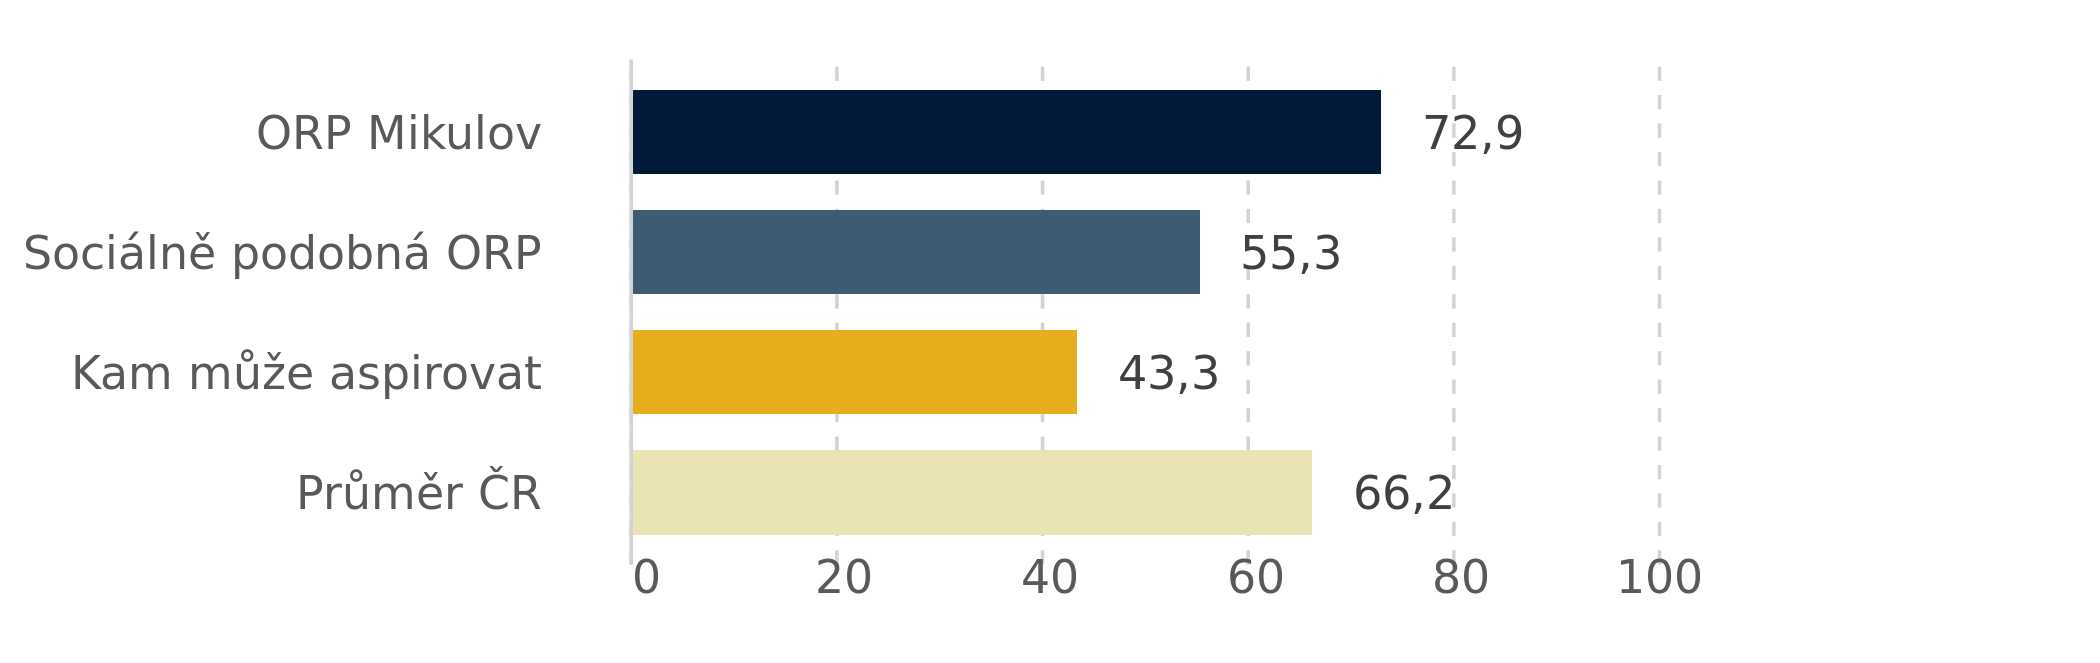 ORP Mikulov 72,9
Sociálně podobná ORP 55,3
Kam může aspirovat 43,3
Průměr ČR 66,2
0 20 40 60 80 100